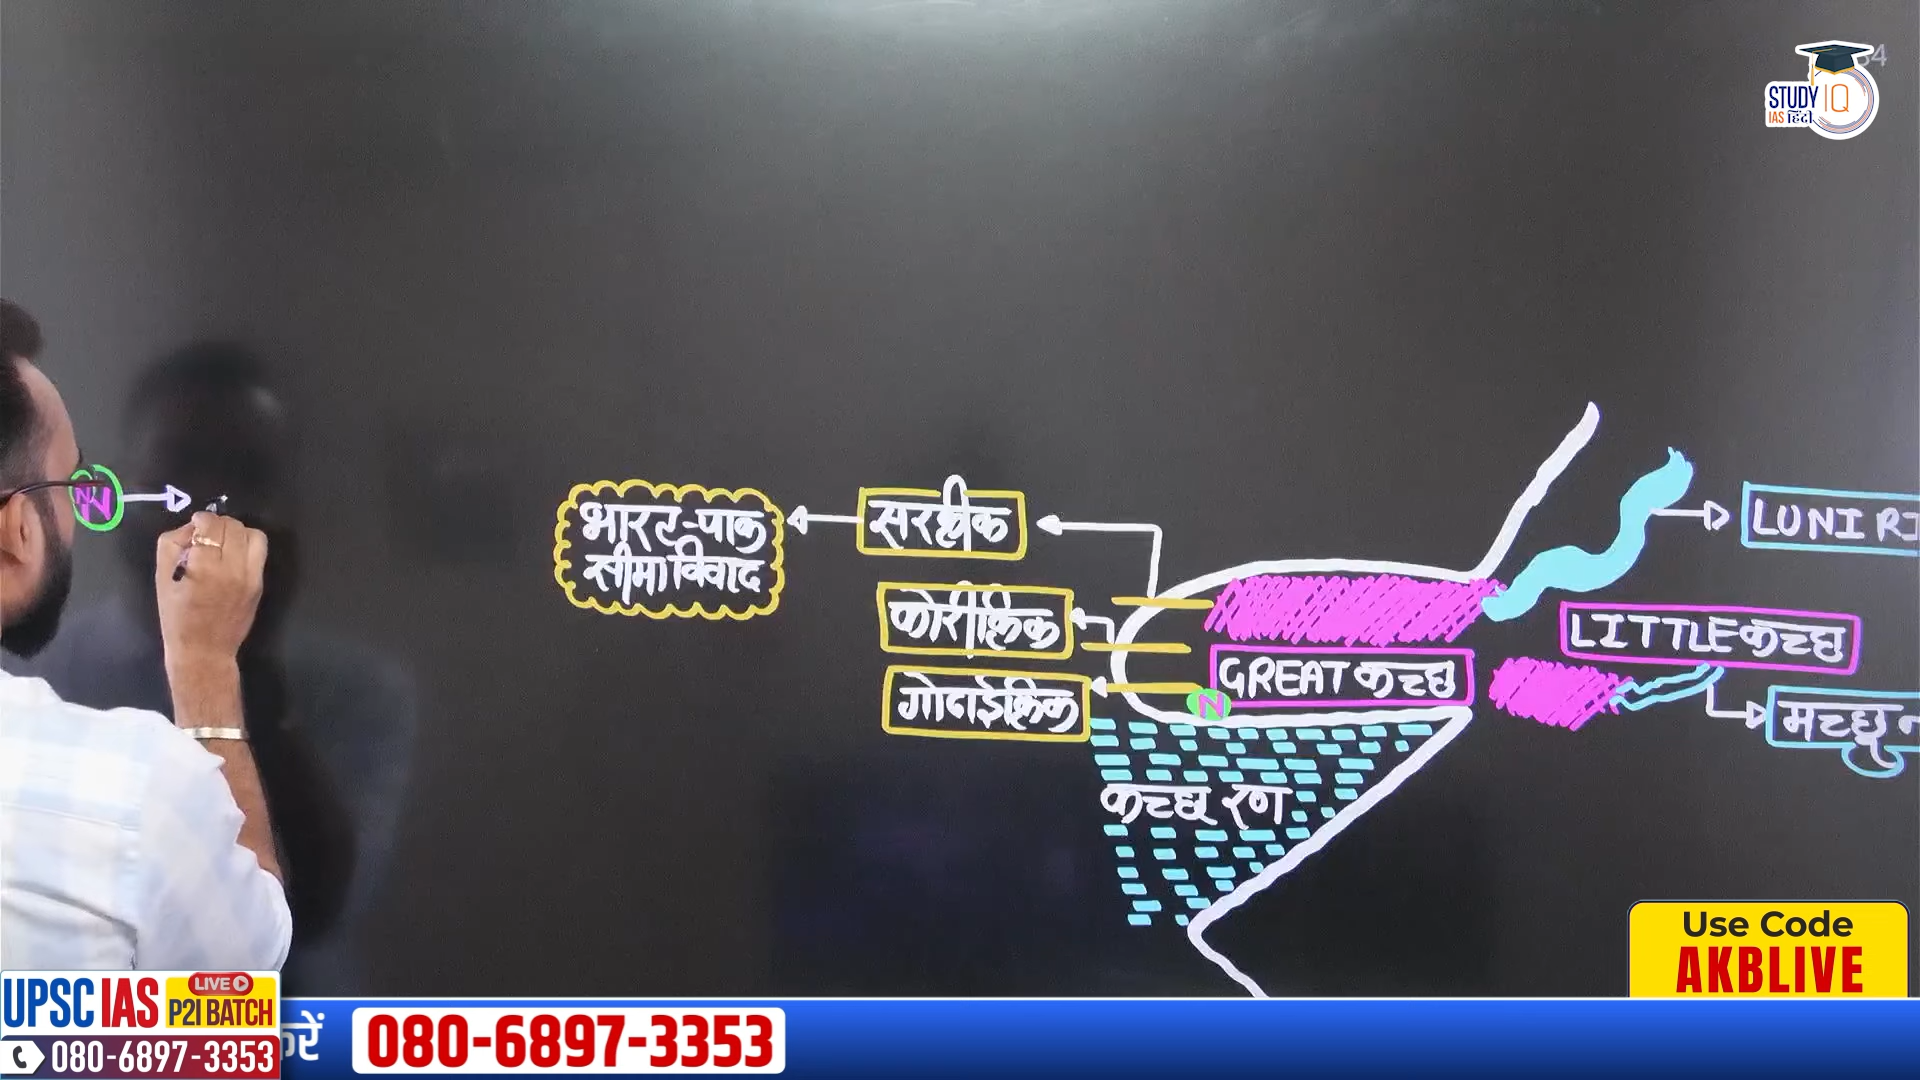 STUDY IQ
IAS हिंदी
N
भारत-पाक
सीमा विवाद
सरक्रीक
LUNI RI
कोरीक्रिक
LITTLE कच्छ
GREAT कच्छ
N
गोदाईक्रिक
मच्छू न
कच्छ रण
Use Code
AKBLIVE
LIVE
UPSC IAS P2I BATCH
080-6897-3353
करें 080-6897-3353